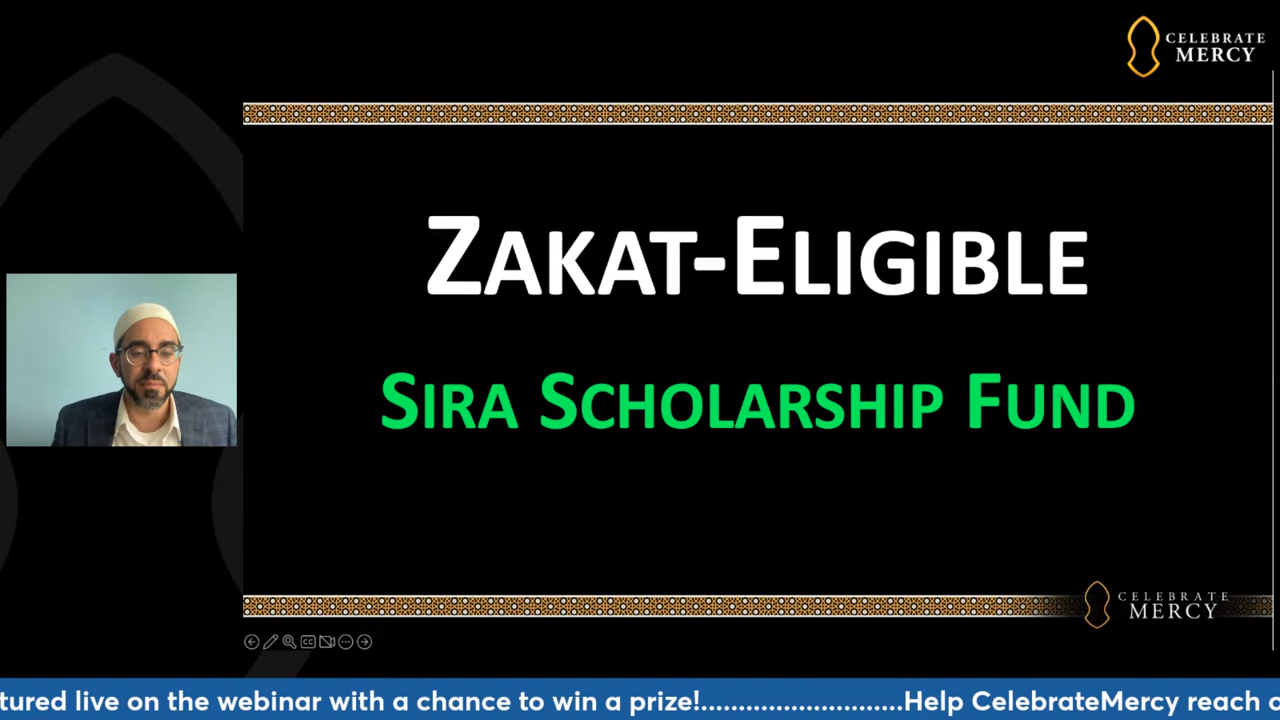 CELEBRATE
MERCY
ZAKAT-ELIGIBLE
SIRA SCHOLARSHIP FUND
CELEBRATE
MERCY
CC
tured live on the webinar with a chance to win a prize!............................Help CelebrateMercy reach